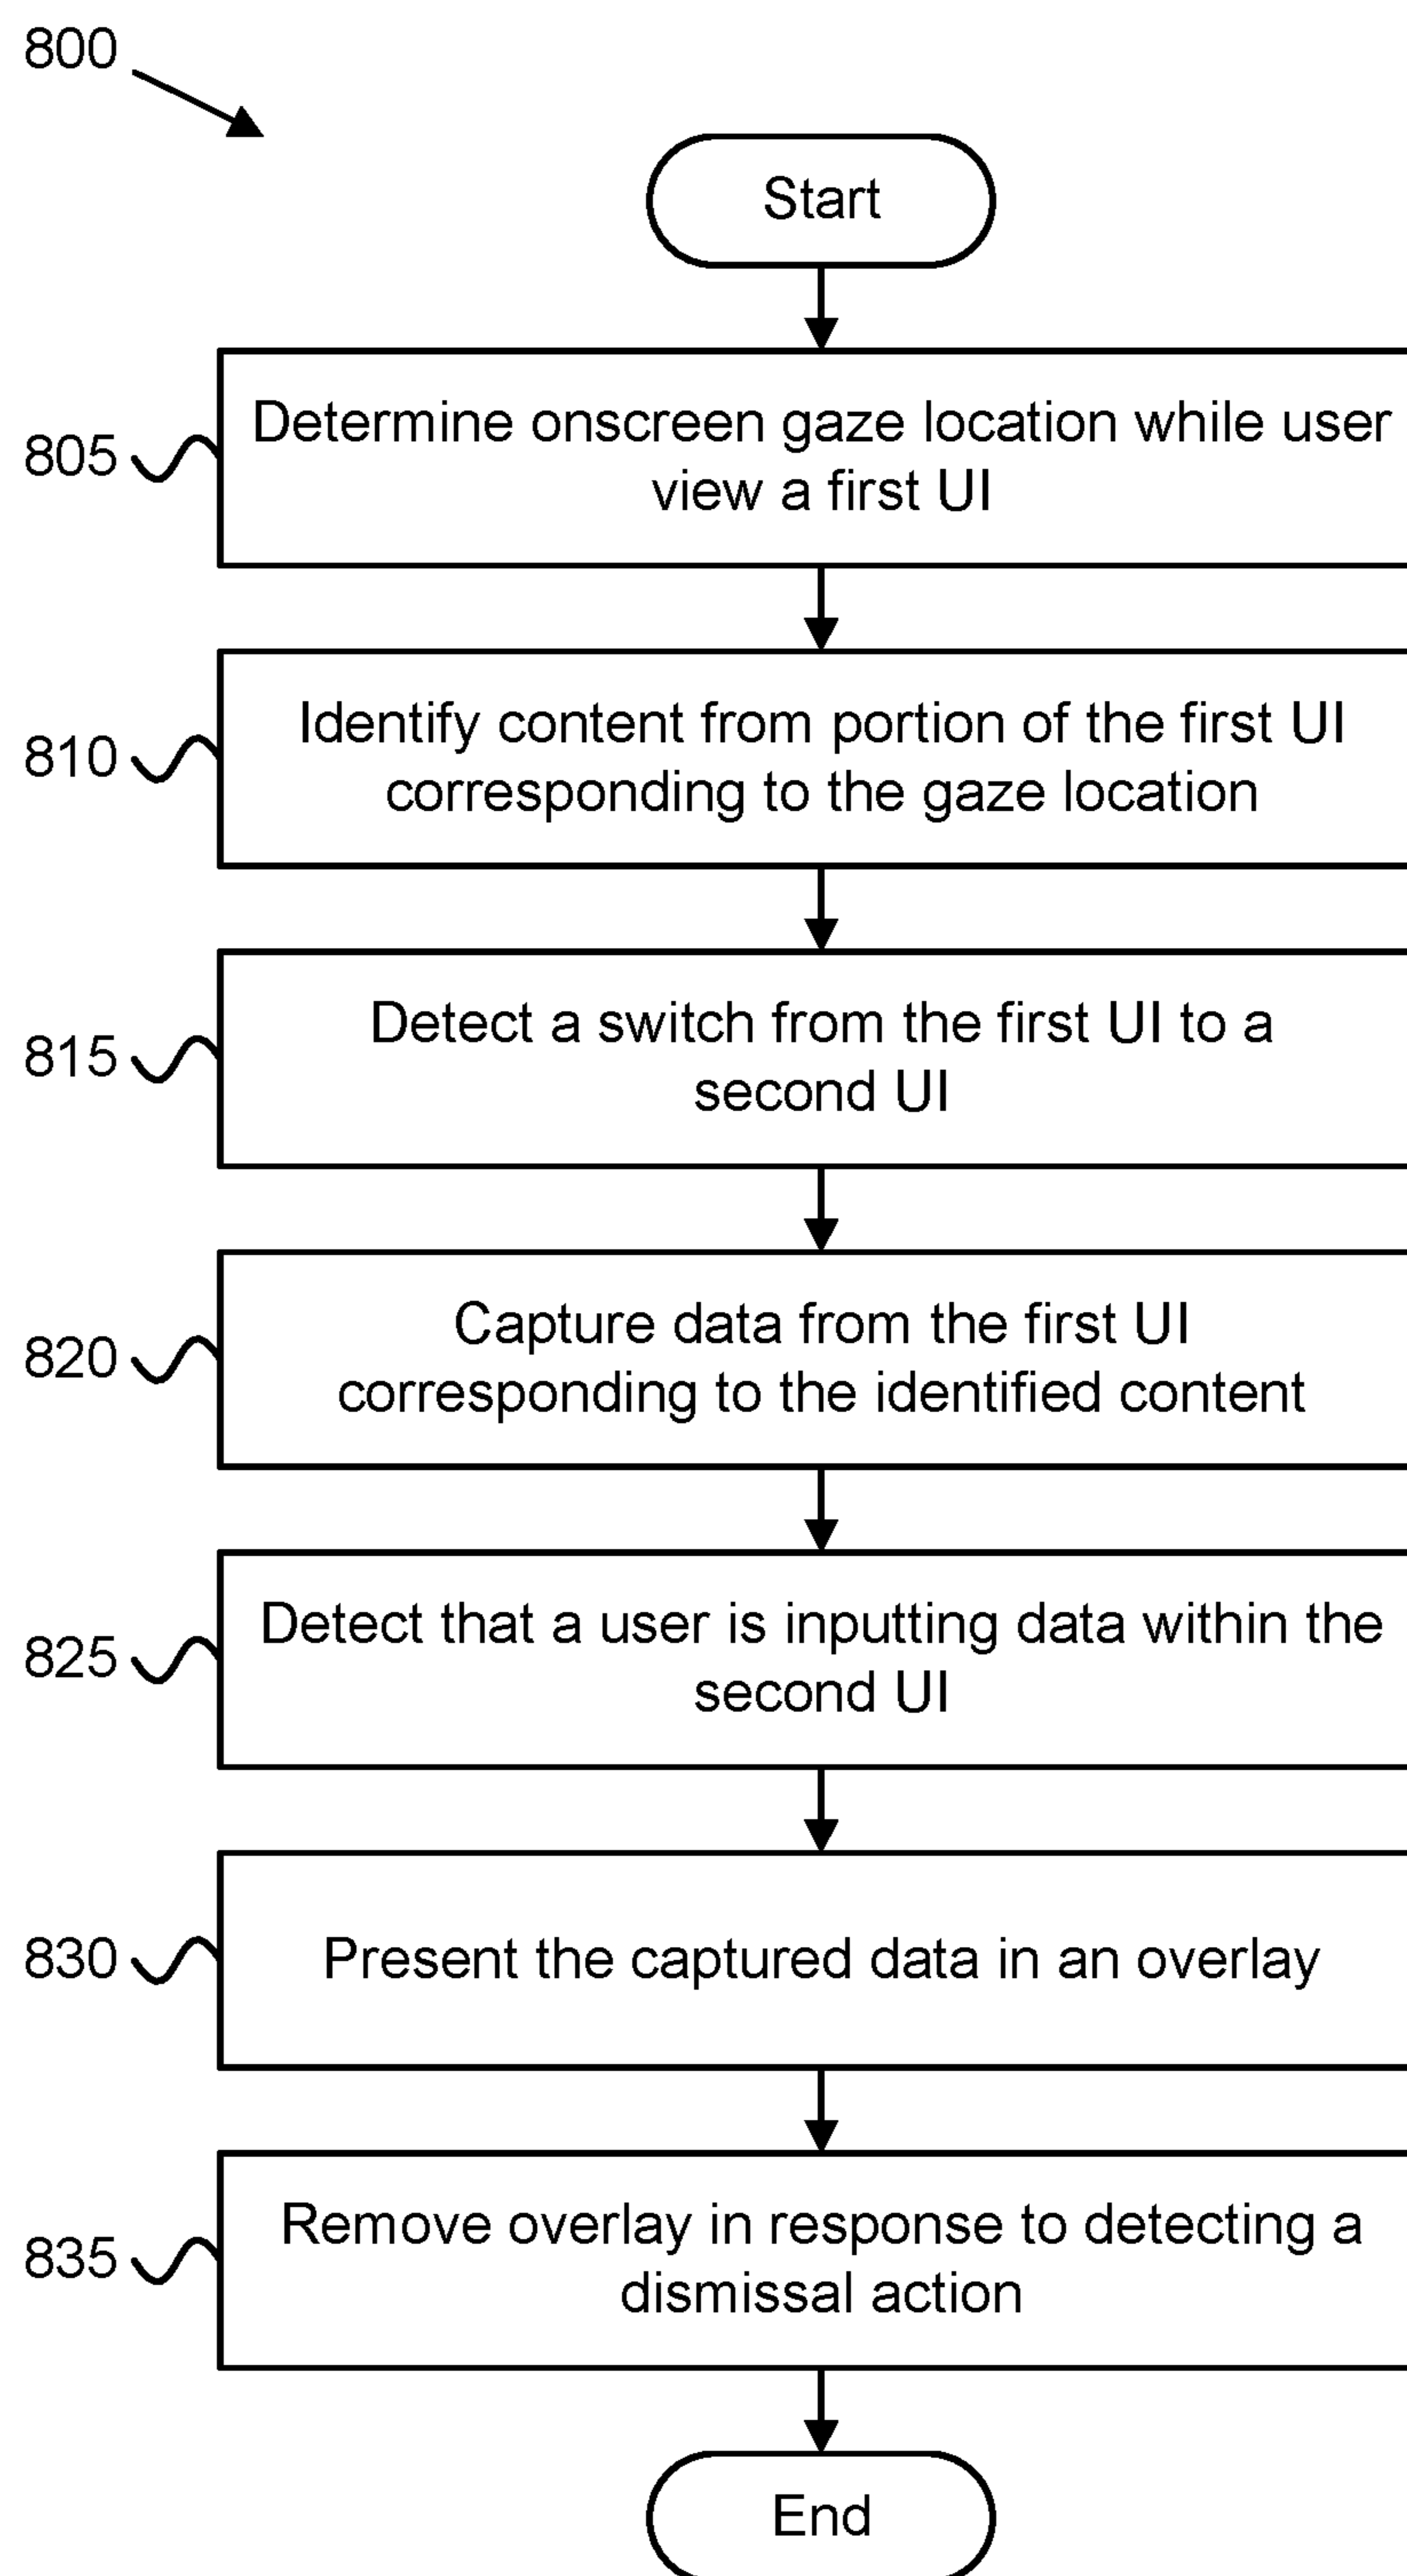 800
Start
805
Determine onscreen gaze location while user
view a first UI
810
Identify content from portion of the first UI
corresponding to the gaze location
815
Detect a switch from the first UI to a
second UI
820
Capture data from the first UI
corresponding to the identified content
825
Detect that a user is inputting data within the
second UI
830
Present the captured data in an overlay
835
Remove overlay in response to detecting a
dismissal action
End